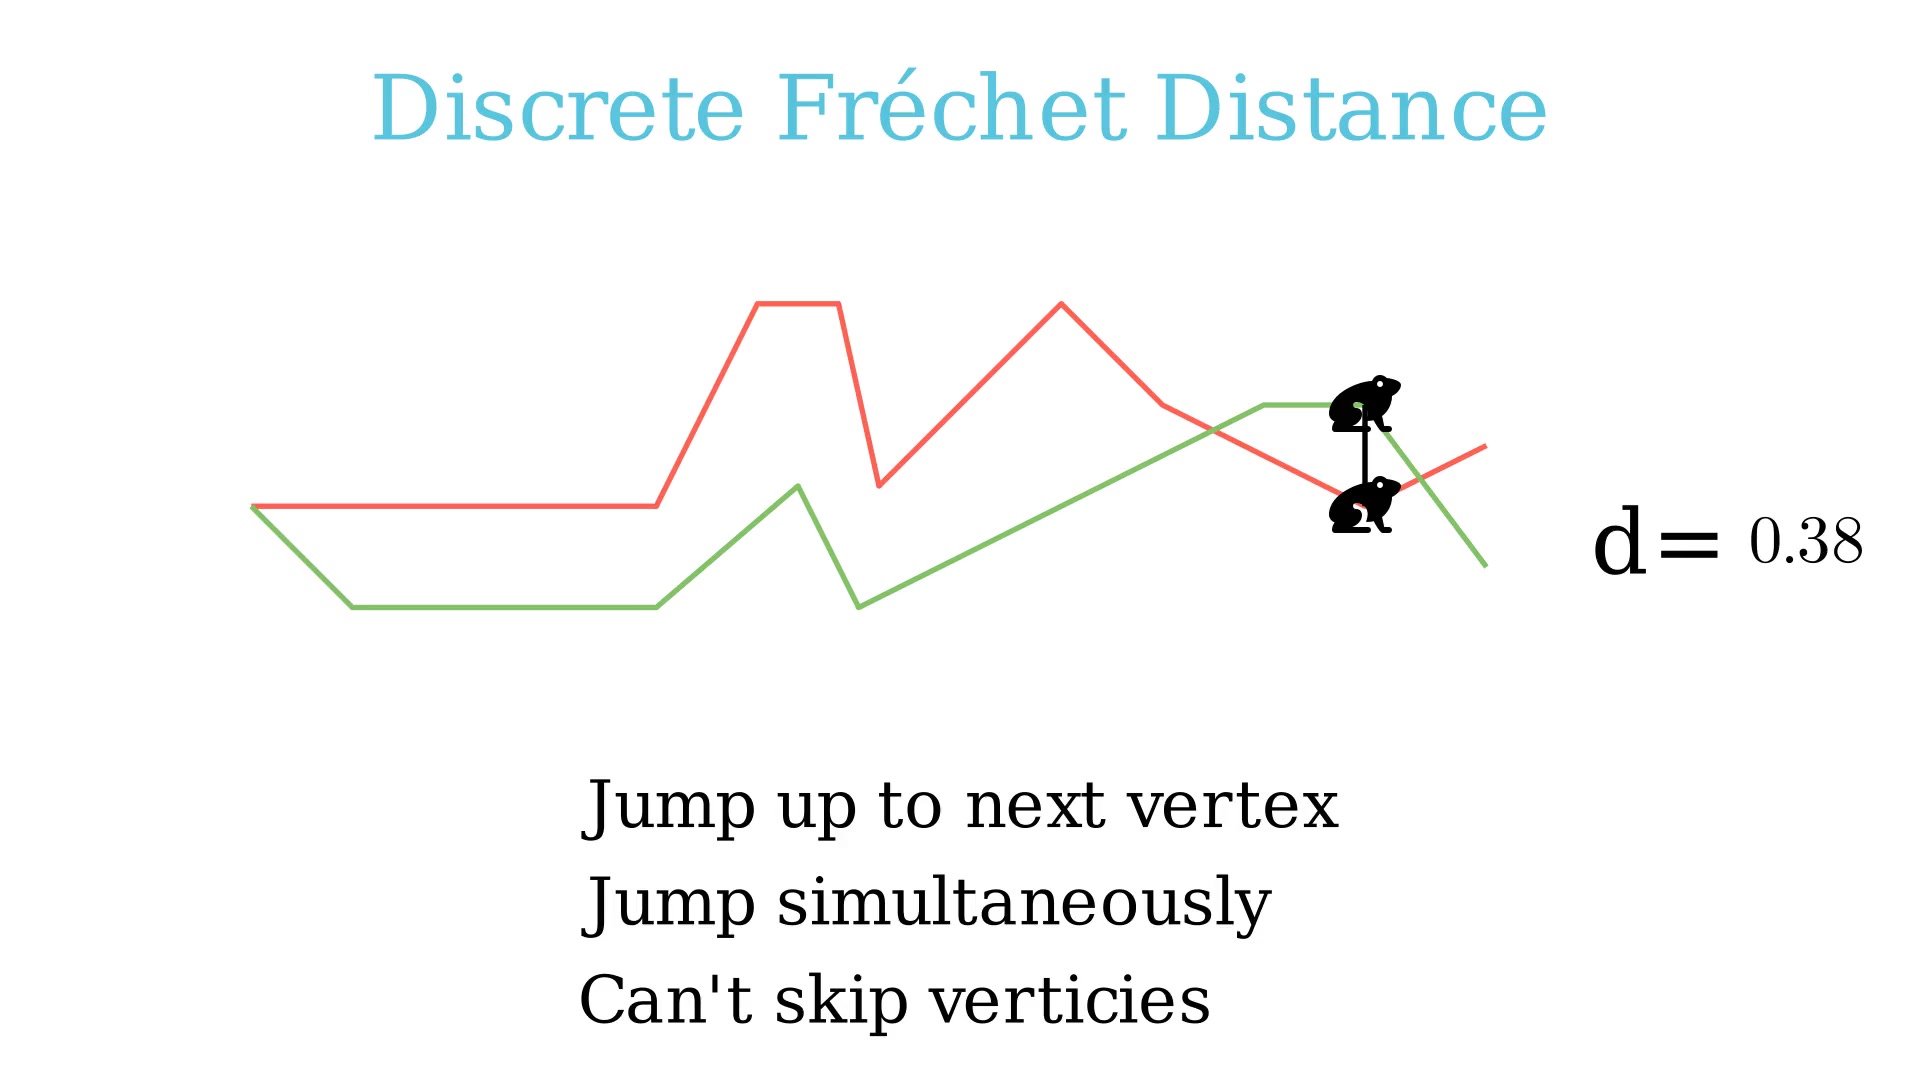 Discrete Fréchet Distance
d= 0.38
Jump up to next vertex
Jump simultaneously
Can't skip verticies